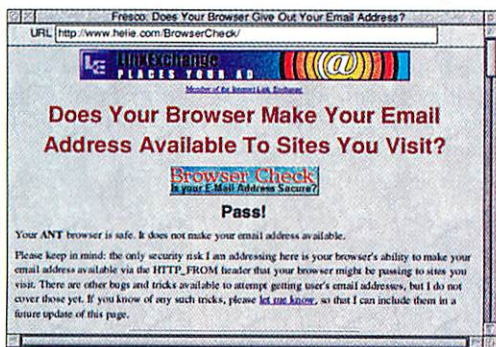 Fresco: Does Your Browser Give Out Your Email Address?
URL http://www.helie.com/BrowserCheck/
LE LinkExchange
PLACES YOUR AD
@
Member of the Internet Link Exchange
Does Your Browser Make Your Email
Address Available To Sites You Visit?
Browser Check
Is your E-Mail Address Sacure?
Pass!
Your ANT browser is safe. It does not make your email address available.
Please keep in mind: the only security risk I am addressing here is your browser's ability to make your
email address available via the HTTP_FROM header that your browser might be passing to sites you
visit. There are other bugs and tricks available to attempt getting user's email addresses, but I do not
cover those yet. If you know of any such tricks, please let me know, so that I can include them in a
future update of this page.